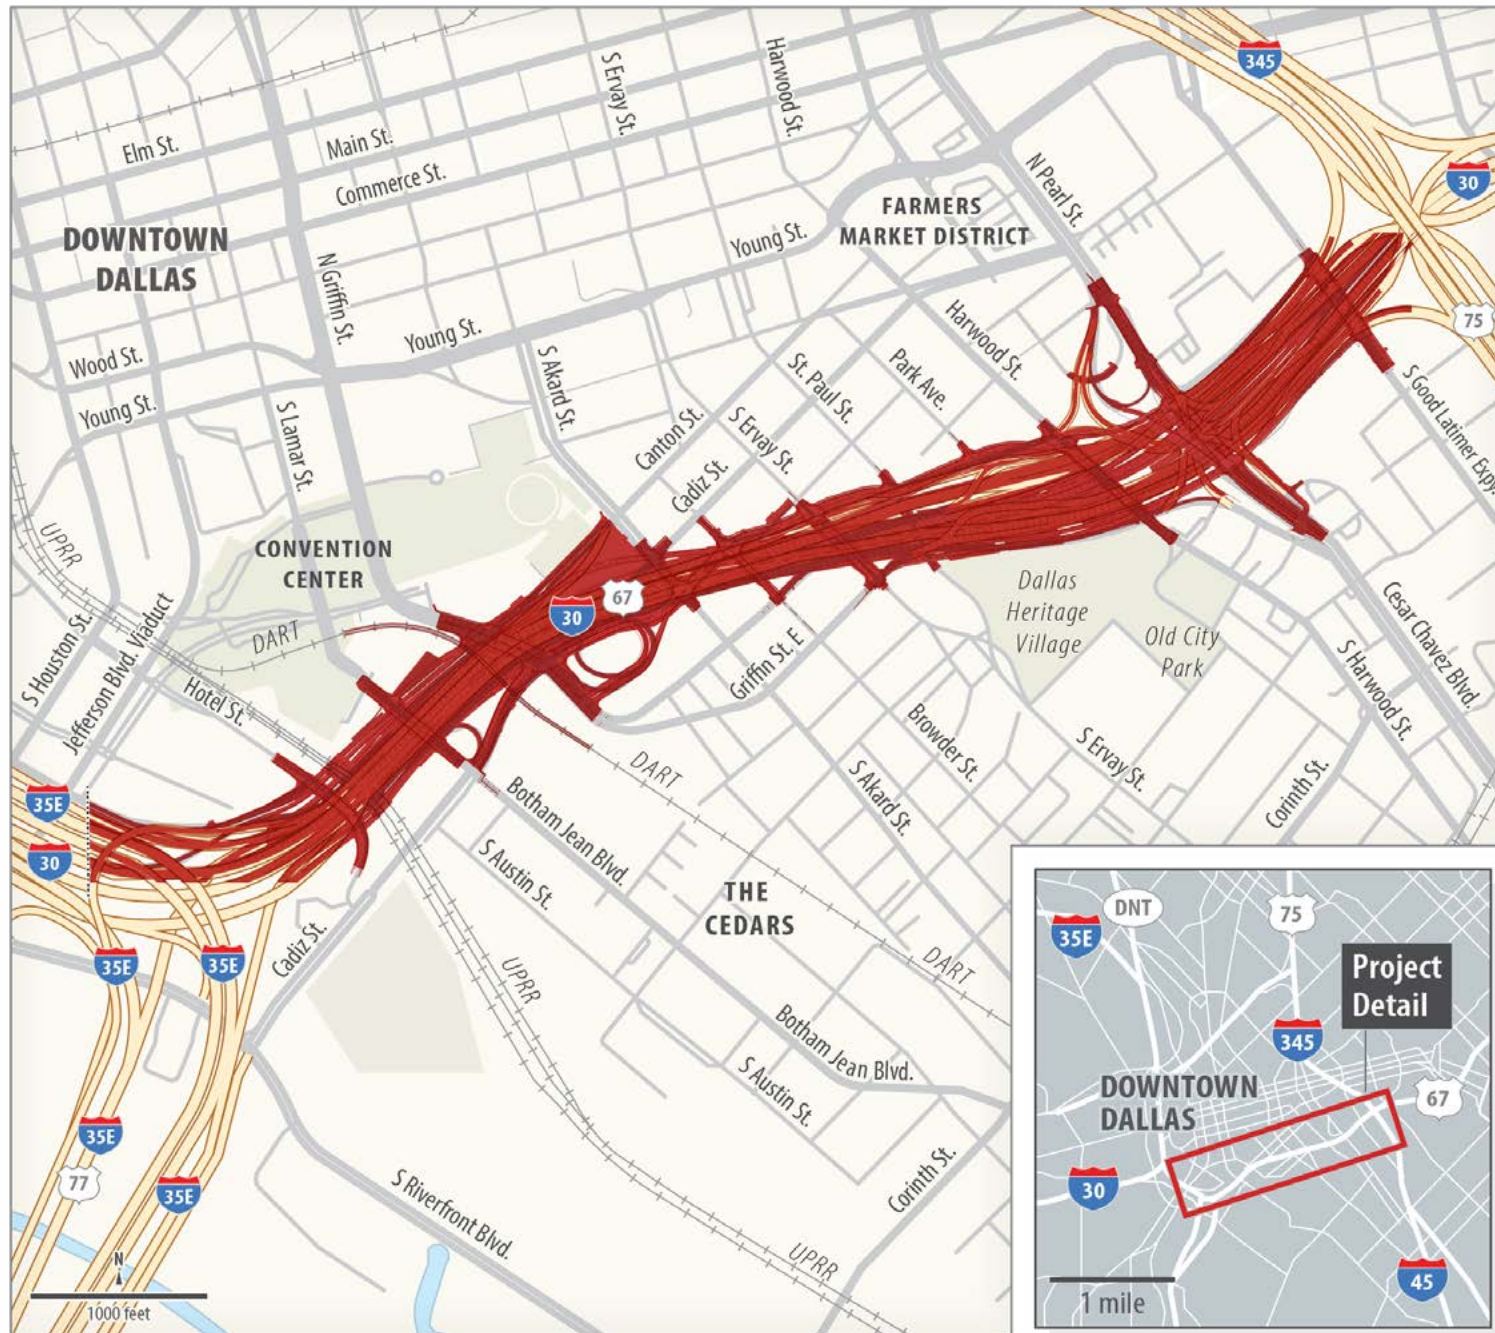 345
S Ervay St.
Harwood St.
Main St.
Elm St.
Commerce St.
N Pearl St.
30
FARMERS
MARKET DISTRICT
DOWNTOWN
DALLAS
Young St.
N Griffin St.
75
Harwood St.
Young St.
Wood St.
S Akard St.
St. Paul St.
Park Ave.
S Good Latimer Expy.
Young St.
S Lamar St.
Canton St.
S Ervay St.
Cadiz St.
UPRR
CONVENTION
CENTER
67
30
Dallas
Heritage
Village
Old City
Park
Cesar Chavez Blvd.
DART
S Houston St.
Jefferson Blvd. Viaduct
Hotel St.
Griffin St. E
S Harwood St.
Browder St.
S Ervay St.
DART
S Akard St.
Corinth St.
35E
30
Botham Jean Blvd.
S Austin St.
THE
CEDARS
Cadiz St.
35E
35E
UPRR
DART
Botham Jean Blvd.
S Austin St.
35E
77
35E
S Riverfront Blvd.
Corinth St.
UPRR
N
1000 feet
DNT
75
35E
Project
Detail
345
DOWNTOWN
DALLAS
67
30
45
1 mile